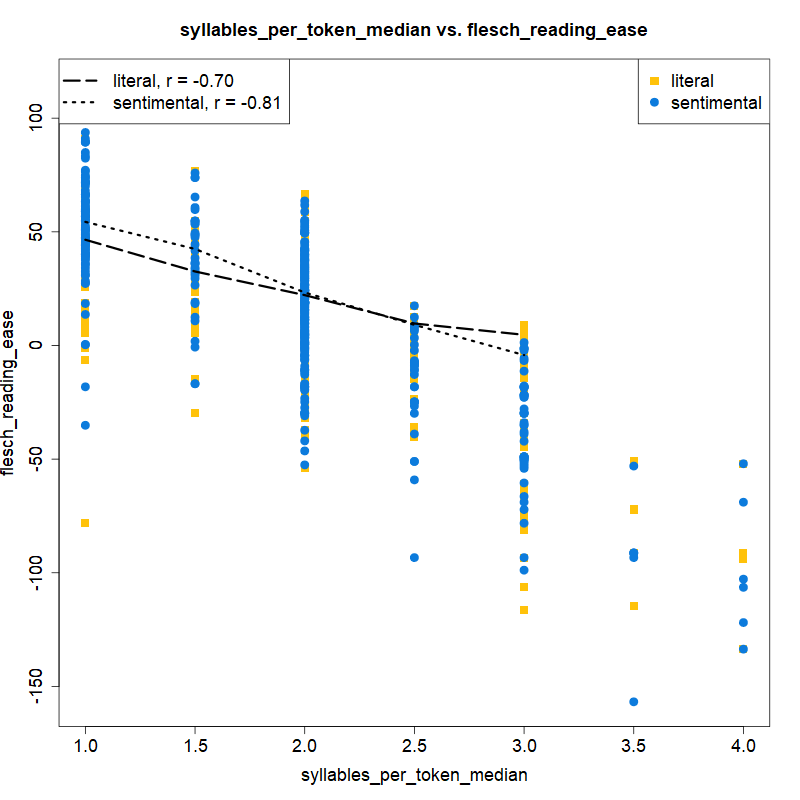 syllables_per_token_median vs. flesch_reading_ease
literal, r = -0.70
sentimental, r = -0.81
literal
sentimental
flesch_reading_ease
100
50
0
-50
-100
-150
1.0 1.5 2.0 2.5 3.0 3.5 4.0
syllables_per_token_median